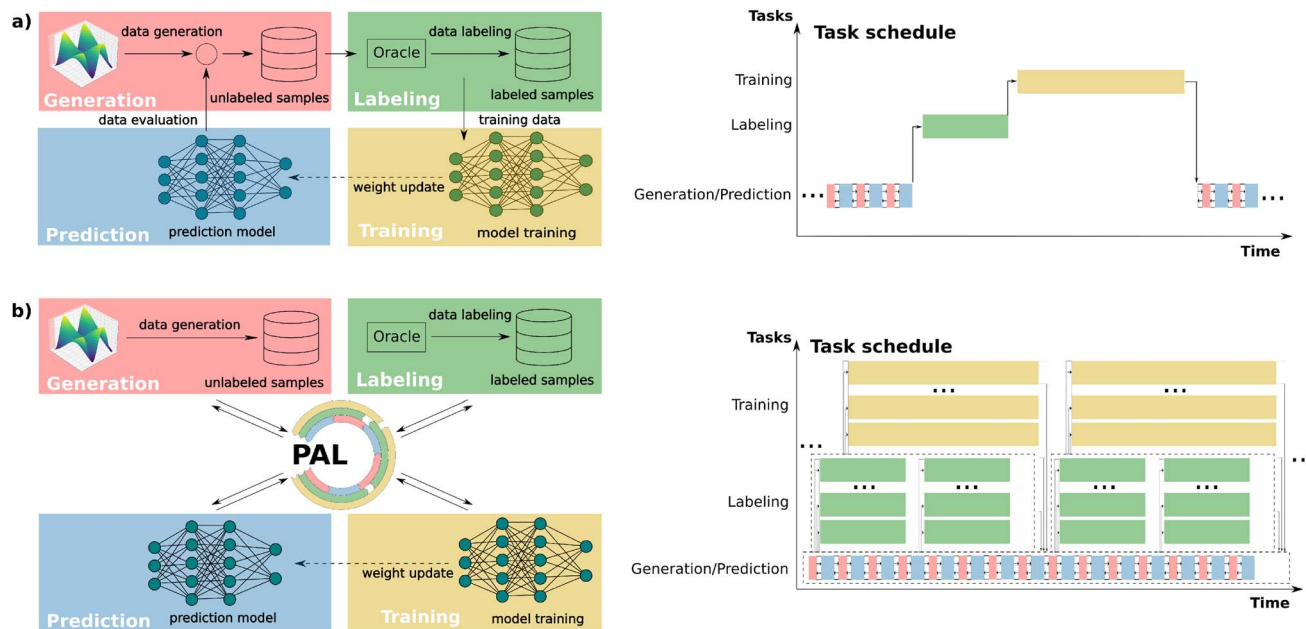 a)
data generation
data labeling
Oracle
Generation
unlabeled samples
Labeling
labeled samples
data evaluation
training data
weight update
Prediction
prediction model
Training
model training
Tasks
Task schedule
Training
Labeling
Generation/Prediction
...
...
Time
b)
data generation
data labeling
Oracle
Generation
unlabeled samples
Labeling
labeled samples
PAL
weight update
Prediction
prediction model
Training
model training
Tasks
Task schedule
...
...
Training
...
...
...
...
...
...
Labeling
Generation/Prediction
Time